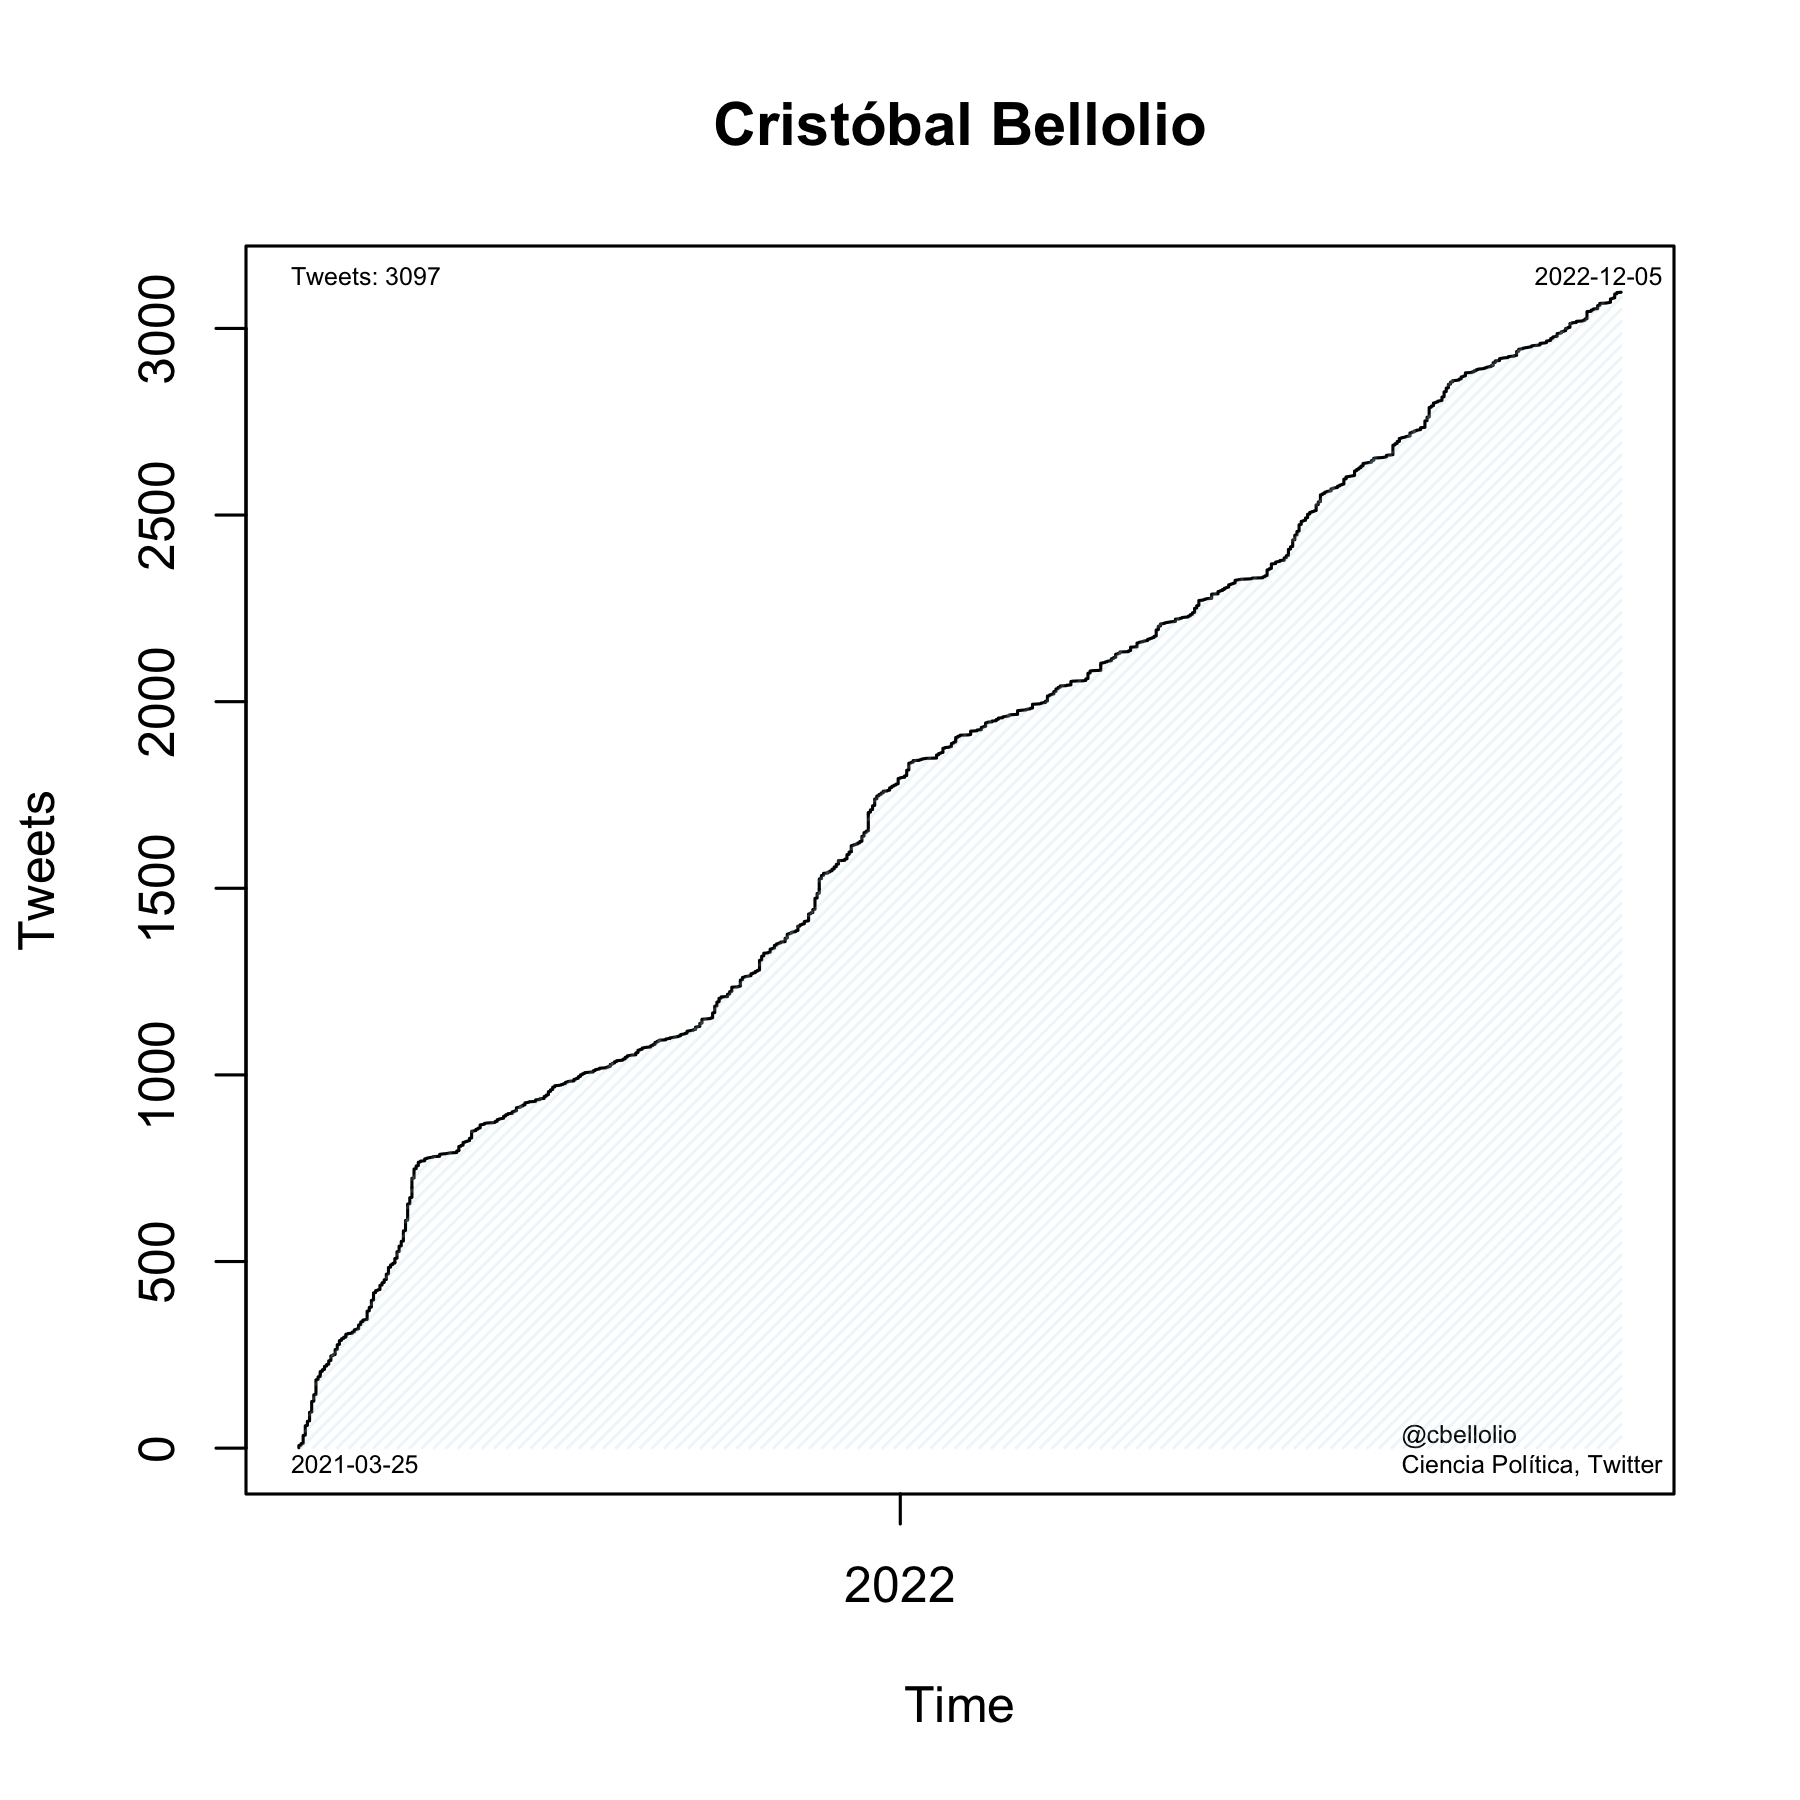 Cristóbal Bellolio
Tweets: 3097
2022-12-05
3000
2500
2000
1500
1000
500
0
Tweets
@cbellolio
2021-03-25
Ciencia Política, Twitter
2022
Time